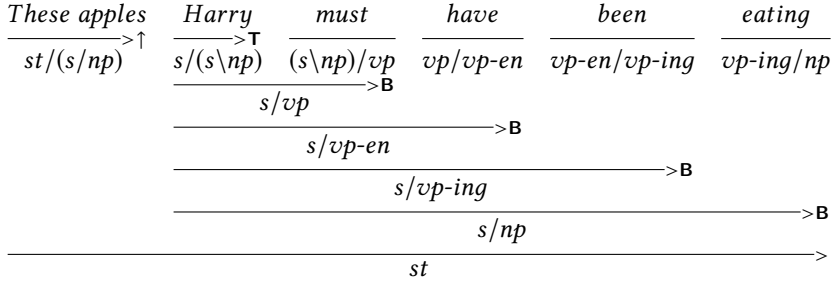 These apples Harry must have been eating
>↑ >T
st/(s/np) s/(s\np) (s\np)/vp vp/vp-en vp-en/vp-ing vp-ing/np
>B
s/vp
>B
s/vp-en
>B
s/vp-ing
>B
s/np
>
st